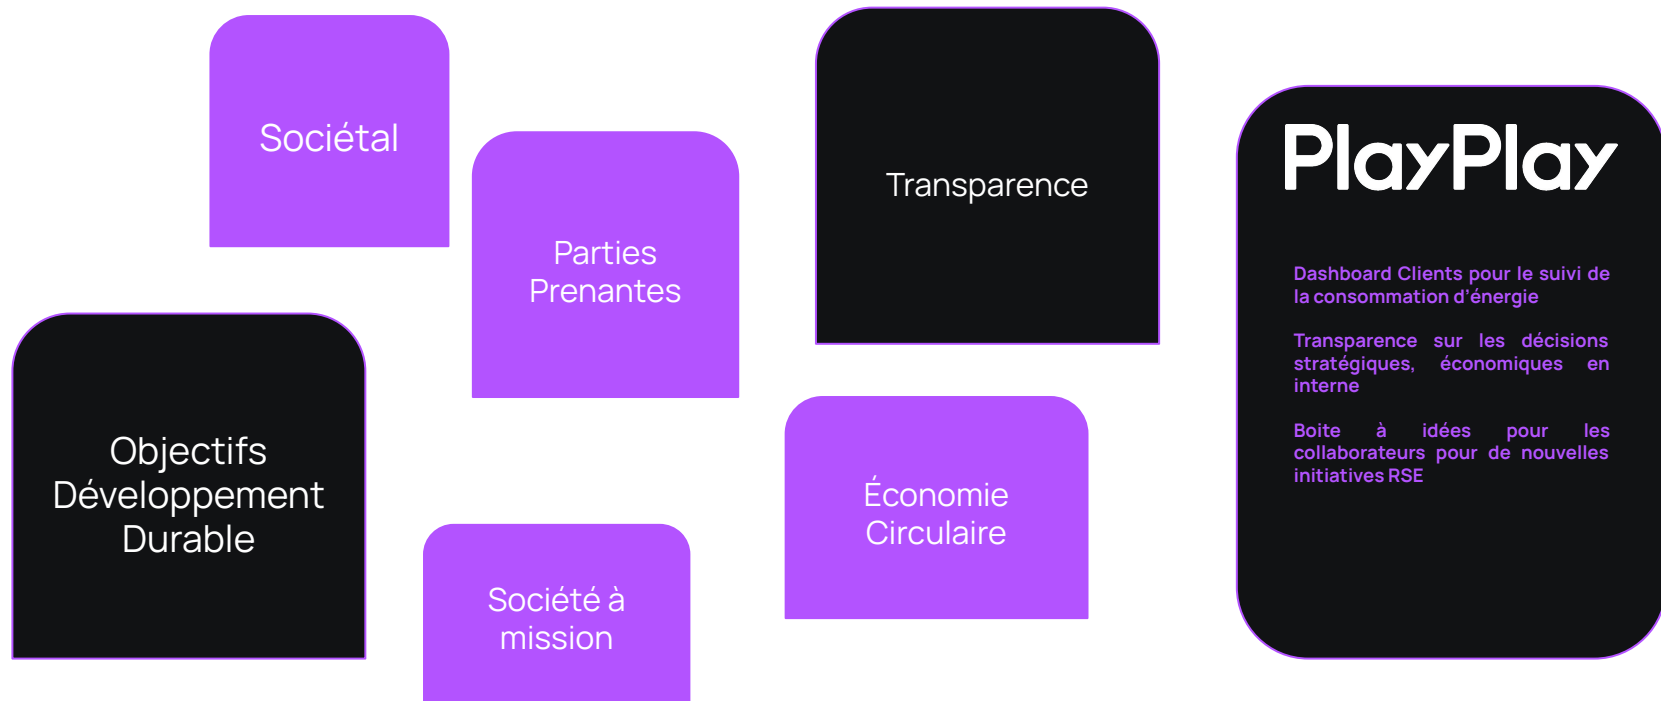 Sociétal
Parties
Prenantes
Transparence
Objectifs
Développement
Durable
Société à
mission
Économie
Circulaire
PlayPlay
Dashboard Clients pour le suivi de
la consommation d’énergie
Transparence sur les décisions
stratégiques, économiques en
interne
Boite à idées pour les
collaborateurs pour de nouvelles
initiatives RSE